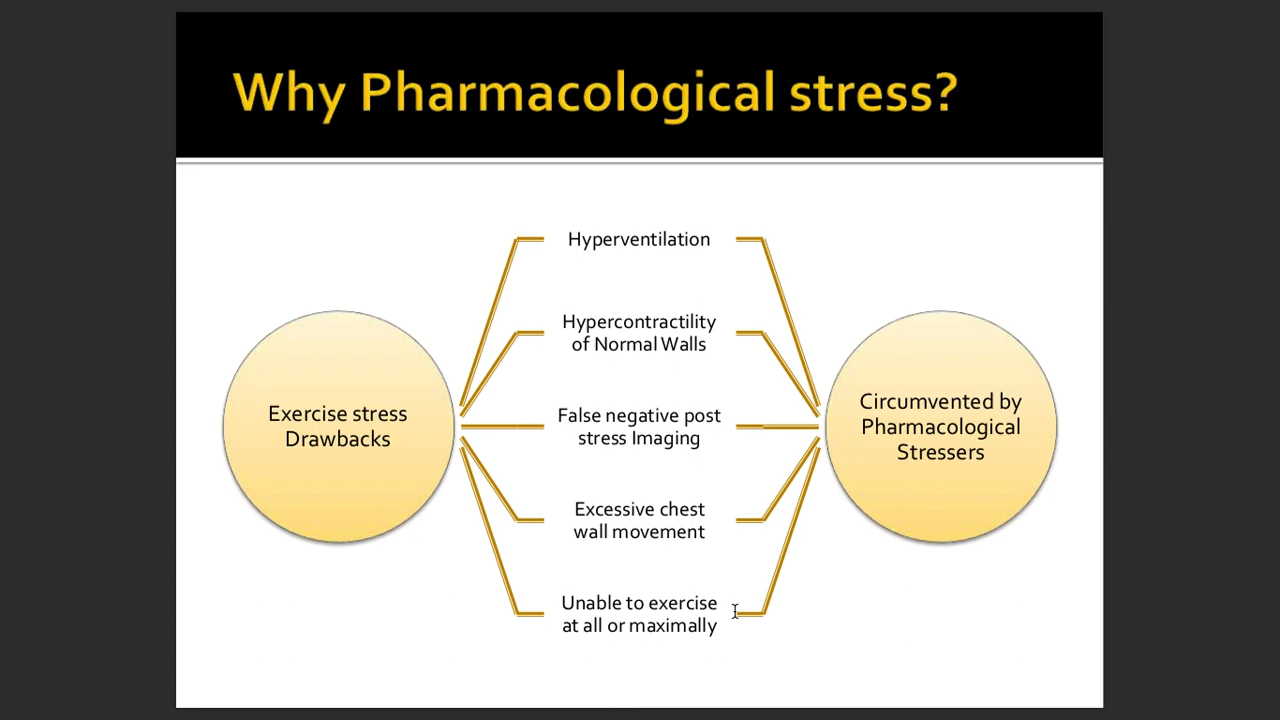 Why Pharmacological stress?
Exercise stress
Drawbacks
Hyperventilation
Hypercontractility
of Normal Walls
False negative post
stress Imaging
Excessive chest
wall movement
Unable to exercise
at all or maximally
Circumvented by
Pharmacological
Stressers